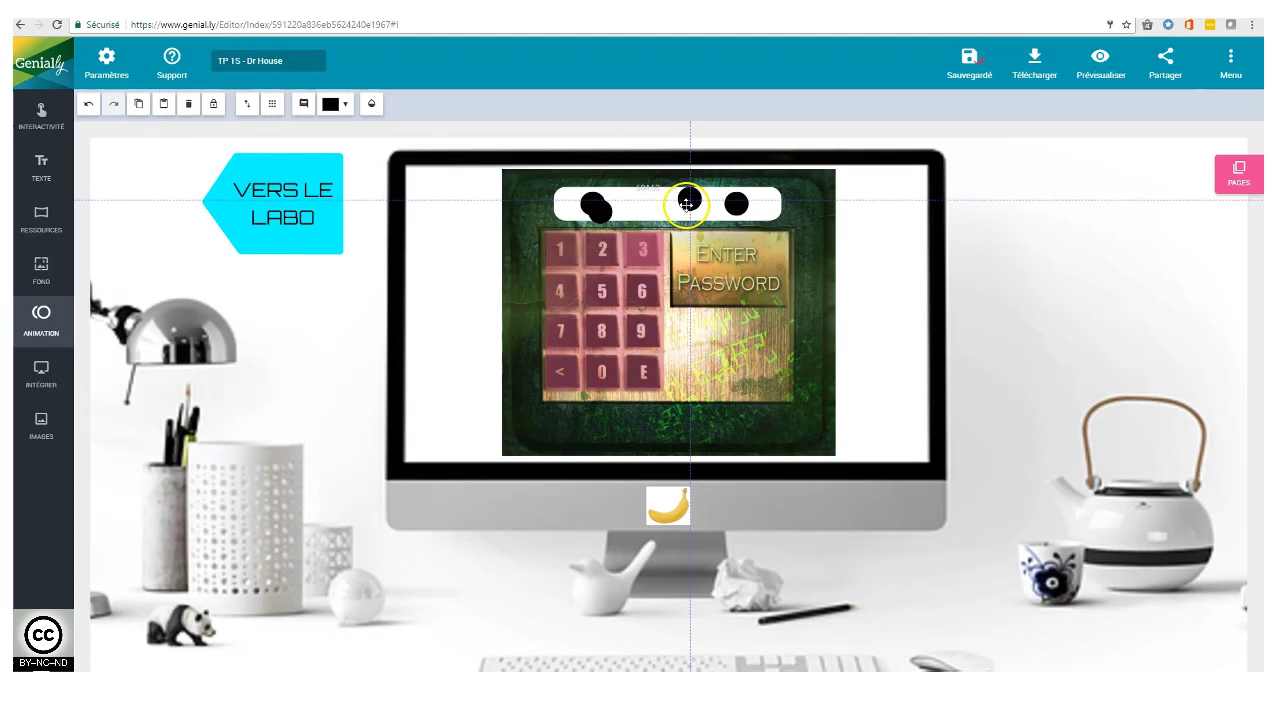 Sécurisé | https://www.genial.ly/Editor/Index/591220a836eb5624240e1967#!
Genially
Paramètres
Support
TP 1S - Dr House
Sauvegardé
Télécharger
Prévisualiser
Partager
Menu
INTERACTIVITÉ
TEXTE
RESSOURCES
FOND
ANIMATION
INTÉGRER
IMAGES
PAGES
VERS LE
LABO
ENTER
PASSWORD
1 2 3
4 5 6
7 8 9
< 0 E
CC
BY-NC-ND